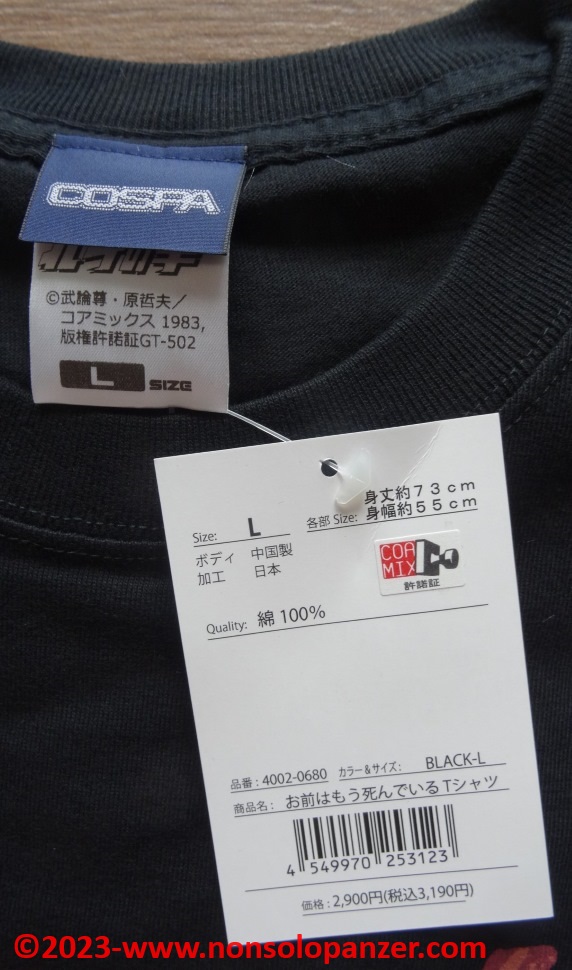 COSPA
©武論尊・原哲夫／
コアミックス 1983,
版権許諾証GT-502
L SIZE
Size: L 各部 Size: 身丈約７３ｃｍ
身幅約５５ｃｍ
ボディ 中国製
加工 日本
COA
MIX
許諾証
Quality: 綿 100%
品番 : 4002-0680 カラー&サイズ: BLACK-L
商品名 : お前はもう死んでいるTシャツ
4 549970 253123
価格 : 2,900円(税込3,190円)
©2023-www.nonsolopanzer.com